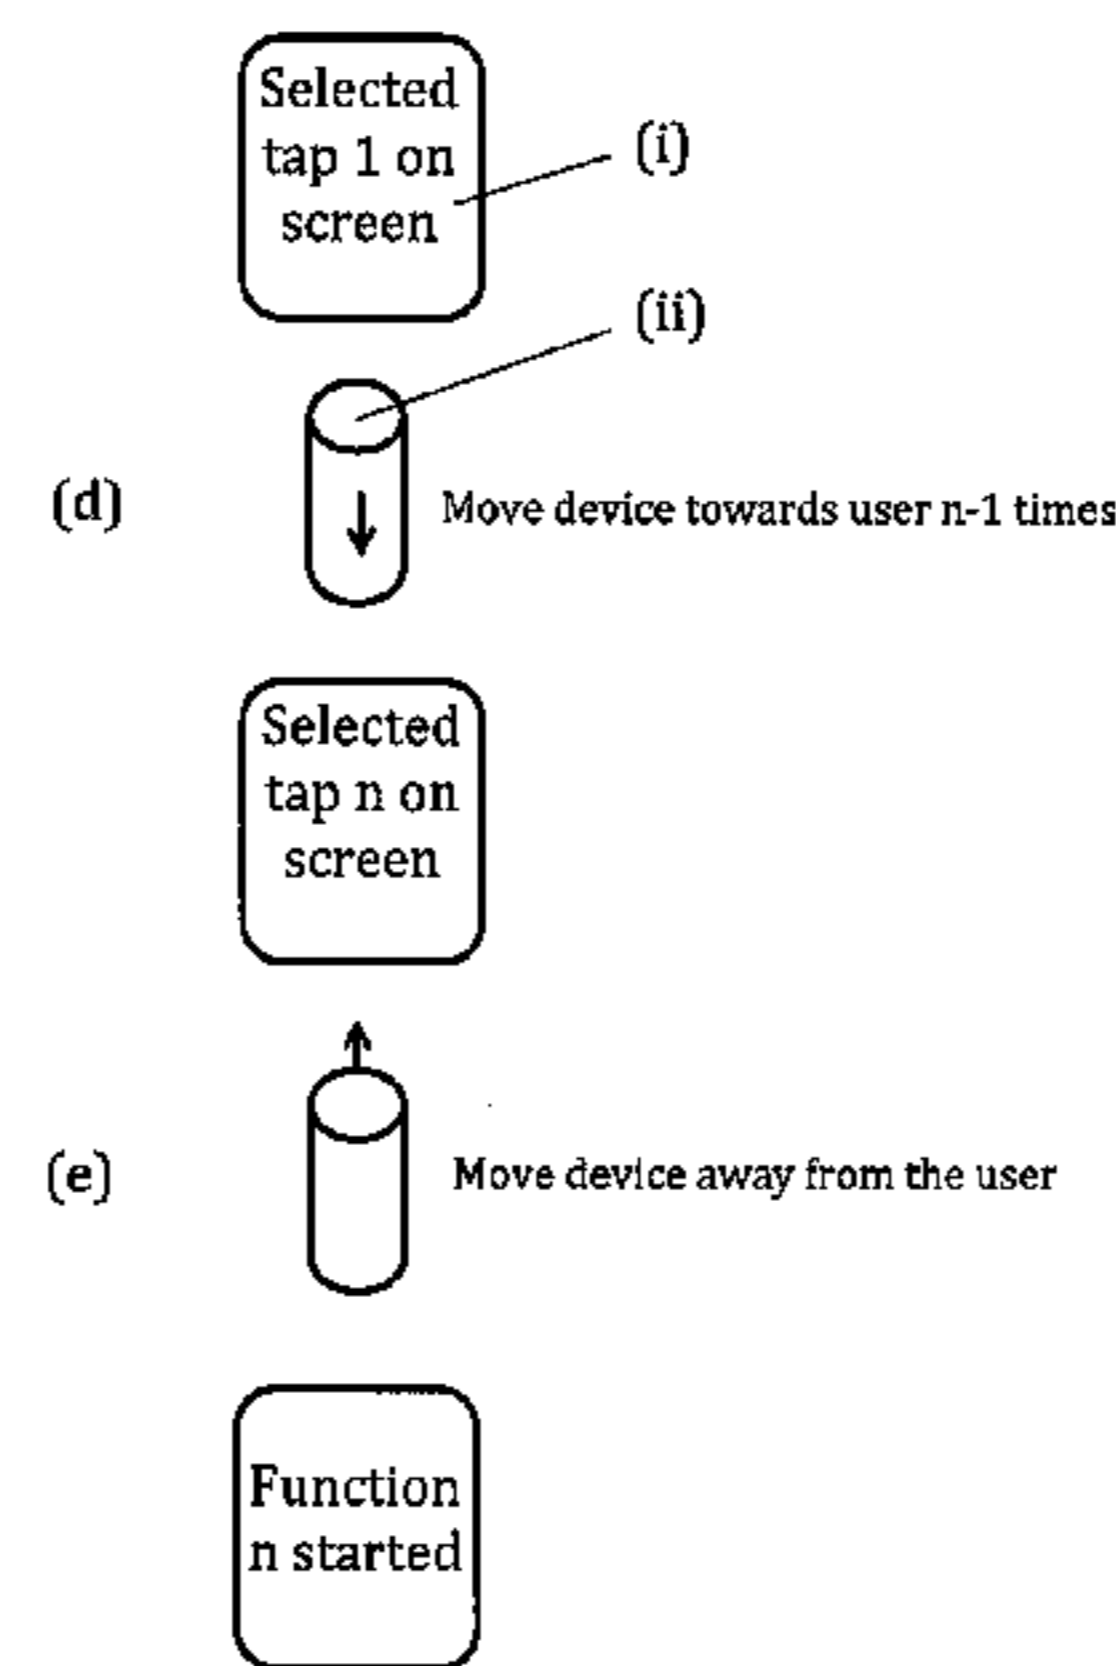 Selected
tap 1 on
screen
(i)
(ii)
(d)
Move device towards user n-1 times
Selected
tap n on
screen
(e)
Move device away from the user
Function
n started